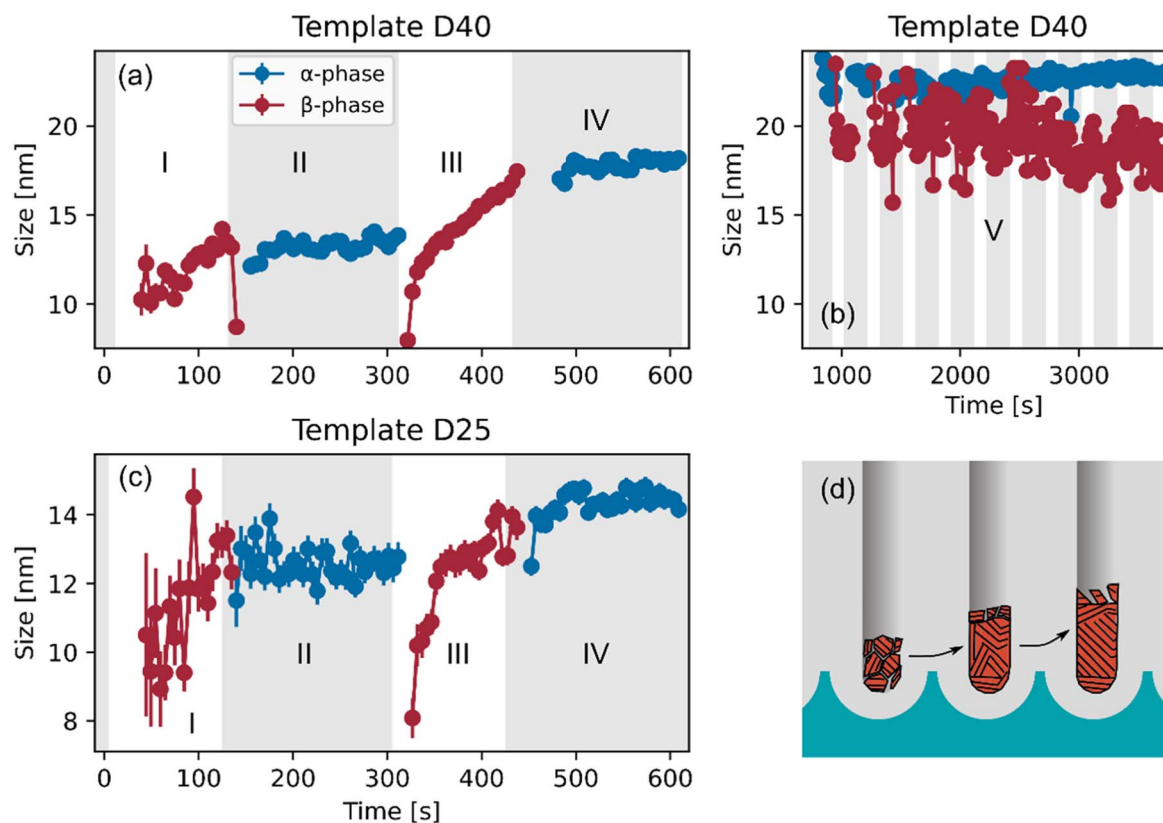 Template D40
(a)
α-phase
β-phase
I
II
III
IV
Size [nm]
20
15
10
0
100
200
300
400
500
600
Template D40
Size [nm]
20
15
10
V
(b)
1000
2000
3000
Time [s]
Template D25
(c)
Size [nm]
14
12
10
8
I
II
III
IV
0
100
200
300
400
500
600
Time [s]
(d)